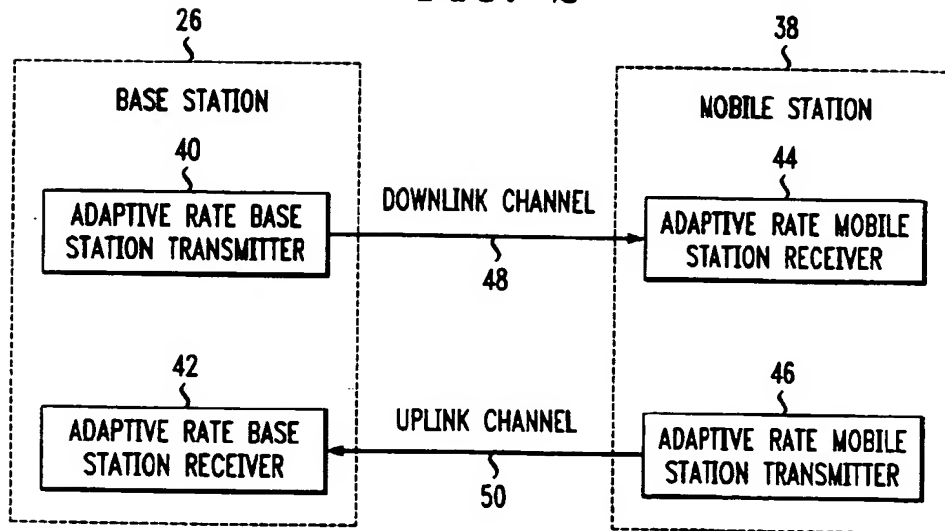 26
38
BASE STATION
MOBILE STATION
40
44
ADAPTIVE RATE BASE
STATION TRANSMITTER
DOWNLINK CHANNEL
48
ADAPTIVE RATE MOBILE
STATION RECEIVER
42
46
ADAPTIVE RATE BASE
STATION RECEIVER
UPLINK CHANNEL
50
ADAPTIVE RATE MOBILE
STATION TRANSMITTER